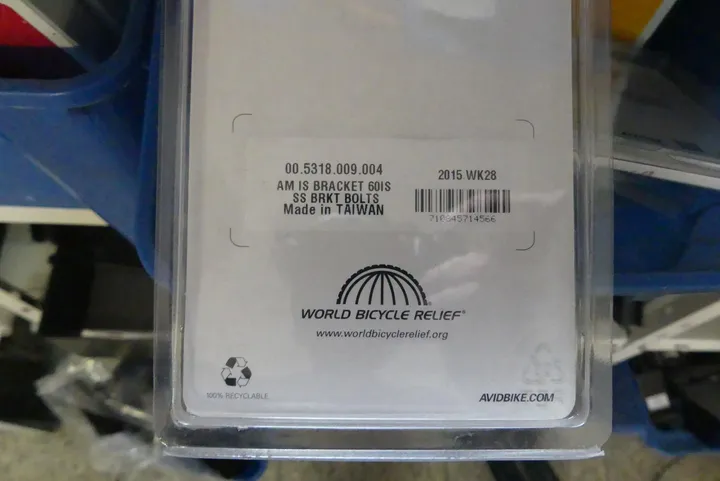 00.5318.009.004
AM IS BRACKET 60IS
SS BRKT BOLTS
Made in TAIWAN
2015 WK28
710845714566
WORLD BICYCLE RELIEF®
www.worldbicyclerelief.org
100% RECYCLABLE
AVIDBIKE.COM